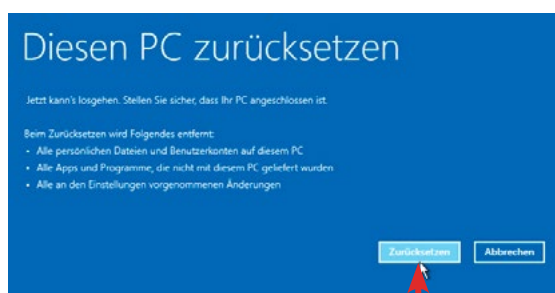 Diesen PC zurücksetzen
Jetzt kann's losgehen. Stellen Sie sicher, dass Ihr PC angeschlossen ist.
Beim Zurücksetzen wird Folgendes entfernt:
• Alle persönlichen Dateien und Benutzerkonten auf diesem PC
• Alle Apps und Programme, die nicht mit diesem PC geliefert wurden
• Alle an den Einstellungen vorgenommenen Änderungen
Zurücksetzen Abbrechen